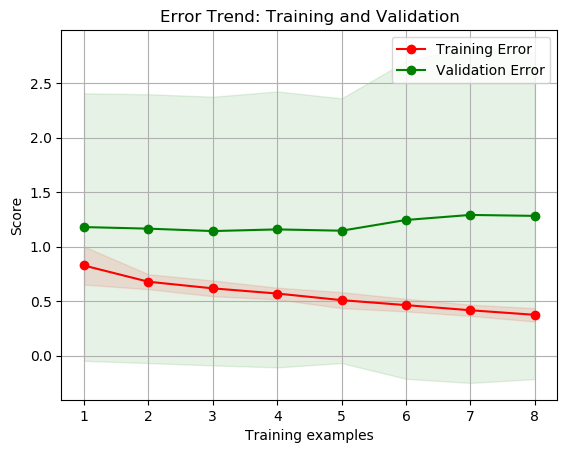 Error Trend: Training and Validation
Training Error
Validation Error
2.5
2.0
1.5
1.0
0.5
0.0
Score
1 2 3 4 5 6 7 8
Training examples